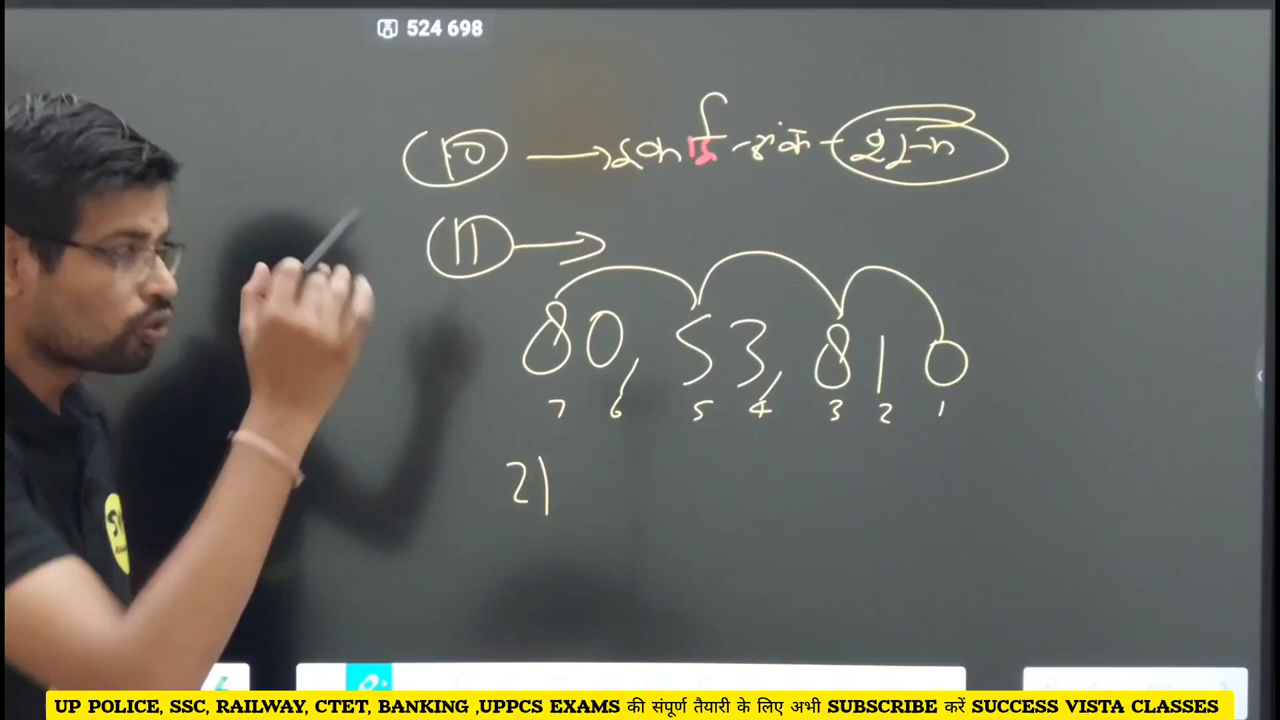 524 698
10 → इकाई अंक - शून्य
11 →
80,53,810
7 6 5 4 3 2 1
21
UP POLICE, SSC, RAILWAY, CTET, BANKING ,UPPCS EXAMS की संपूर्ण तैयारी के लिए अभी SUBSCRIBE करें SUCCESS VISTA CLASSES